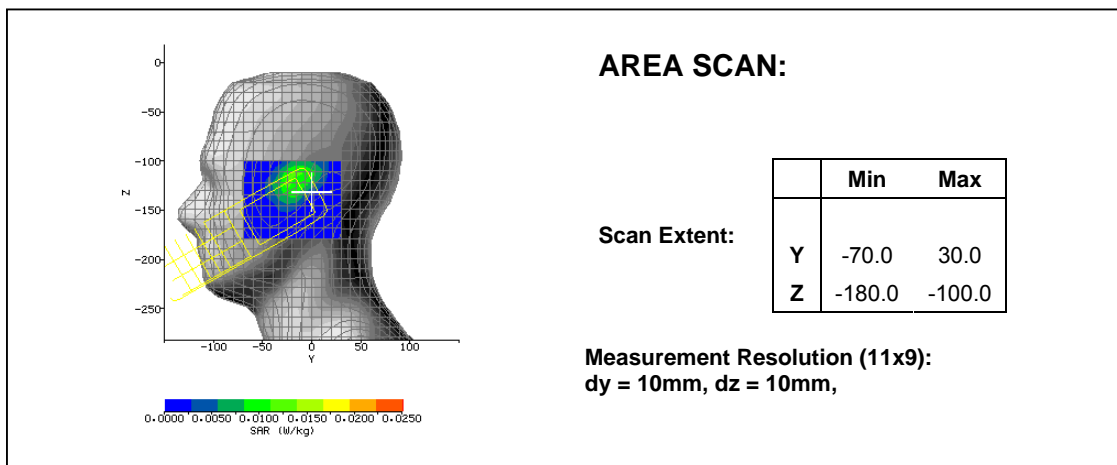 AREA SCAN:
0
-50
-100
Z
-150
-200
-250
-100 -50 0 50 100
Y
0.0000 0.0050 0.0100 0.0150 0.0200 0.0250
SAR (W/kg)
Min Max
Scan Extent:
Y -70.0 30.0
Z -180.0 -100.0
Measurement Resolution (11x9):
dy = 10mm, dz = 10mm,